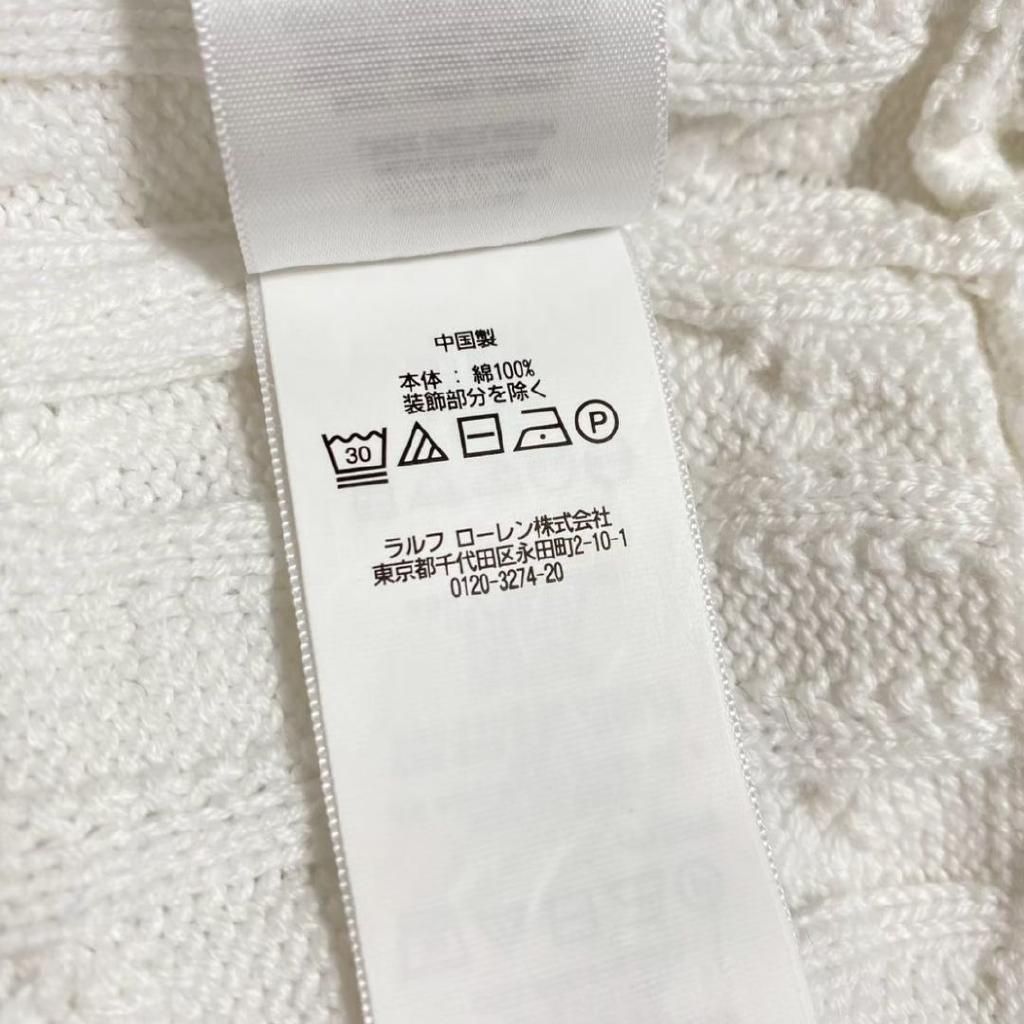 中国製
本体 : 綿100%
装飾部分を除く
30
P
ラルフ ローレン株式会社
東京都千代田区永田町2-10-1
0120-3274-20